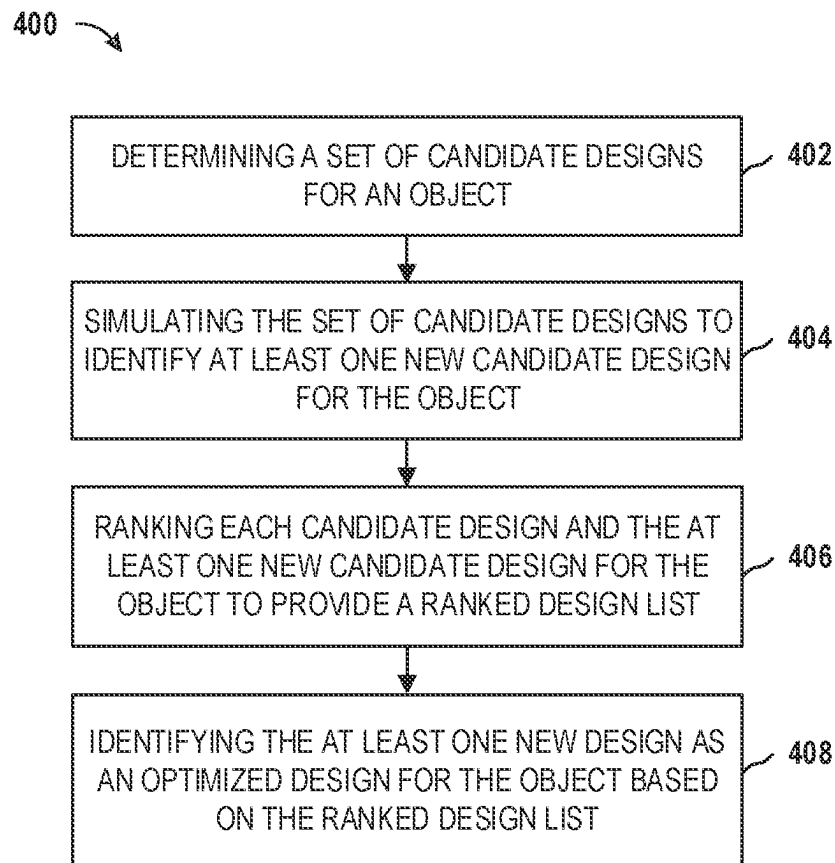 400
DETERMINING A SET OF CANDIDATE DESIGNS
FOR AN OBJECT
402
SIMULATING THE SET OF CANDIDATE DESIGNS TO
IDENTIFY AT LEAST ONE NEW CANDIDATE DESIGN
FOR THE OBJECT
404
RANKING EACH CANDIDATE DESIGN AND THE AT
LEAST ONE NEW CANDIDATE DESIGN FOR THE
OBJECT TO PROVIDE A RANKED DESIGN LIST
406
IDENTIFYING THE AT LEAST ONE NEW DESIGN AS
AN OPTIMIZED DESIGN FOR THE OBJECT BASED
ON THE RANKED DESIGN LIST
408